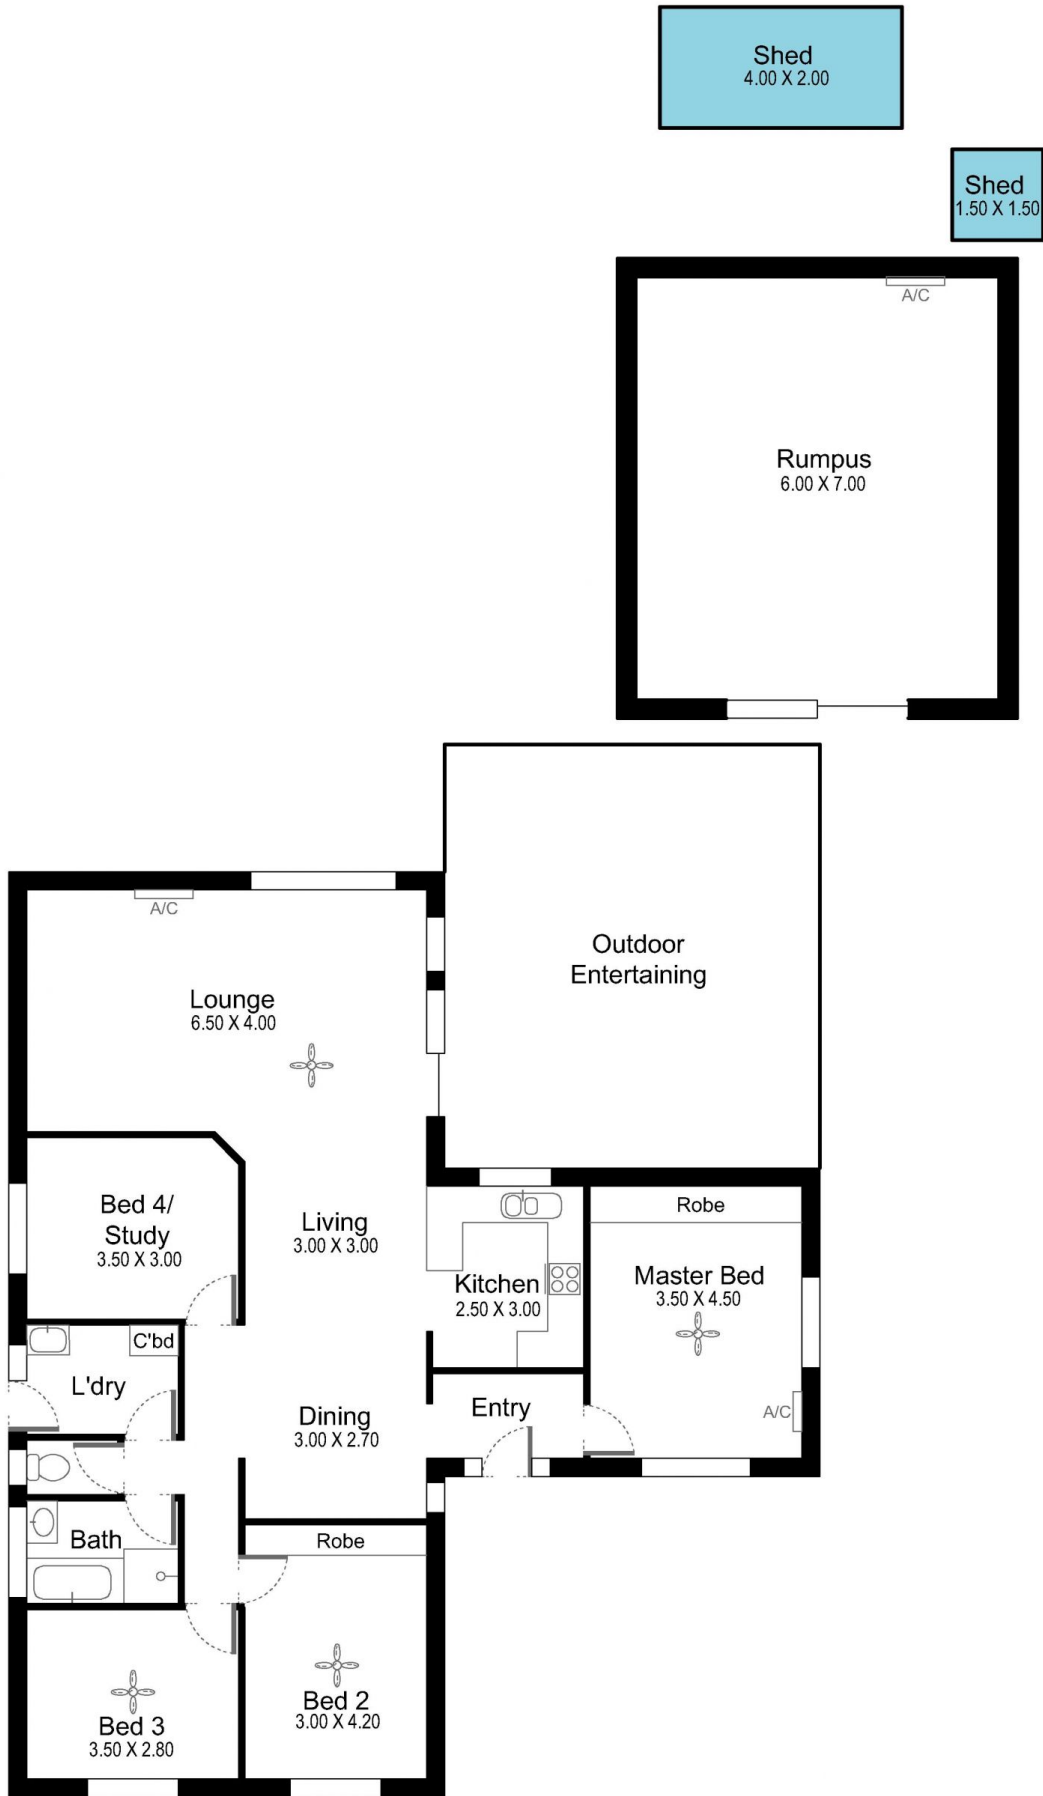 Shed
4.00 X 2.00
Shed
1.50 X 1.50
A/C
Rumpus
6.00 X 7.00
A/C
Lounge
6.50 X 4.00
Outdoor
Entertaining
Bed 4/
Study
3.50 X 3.00
Living
3.00 X 3.00
Kitchen
2.50 X 3.00
Robe
Master Bed
3.50 X 4.50
A/C
C'bd
L'dry
Dining
3.00 X 2.70
Entry
Bath
Robe
Bed 3
3.50 X 2.80
Bed 2
3.00 X 4.20